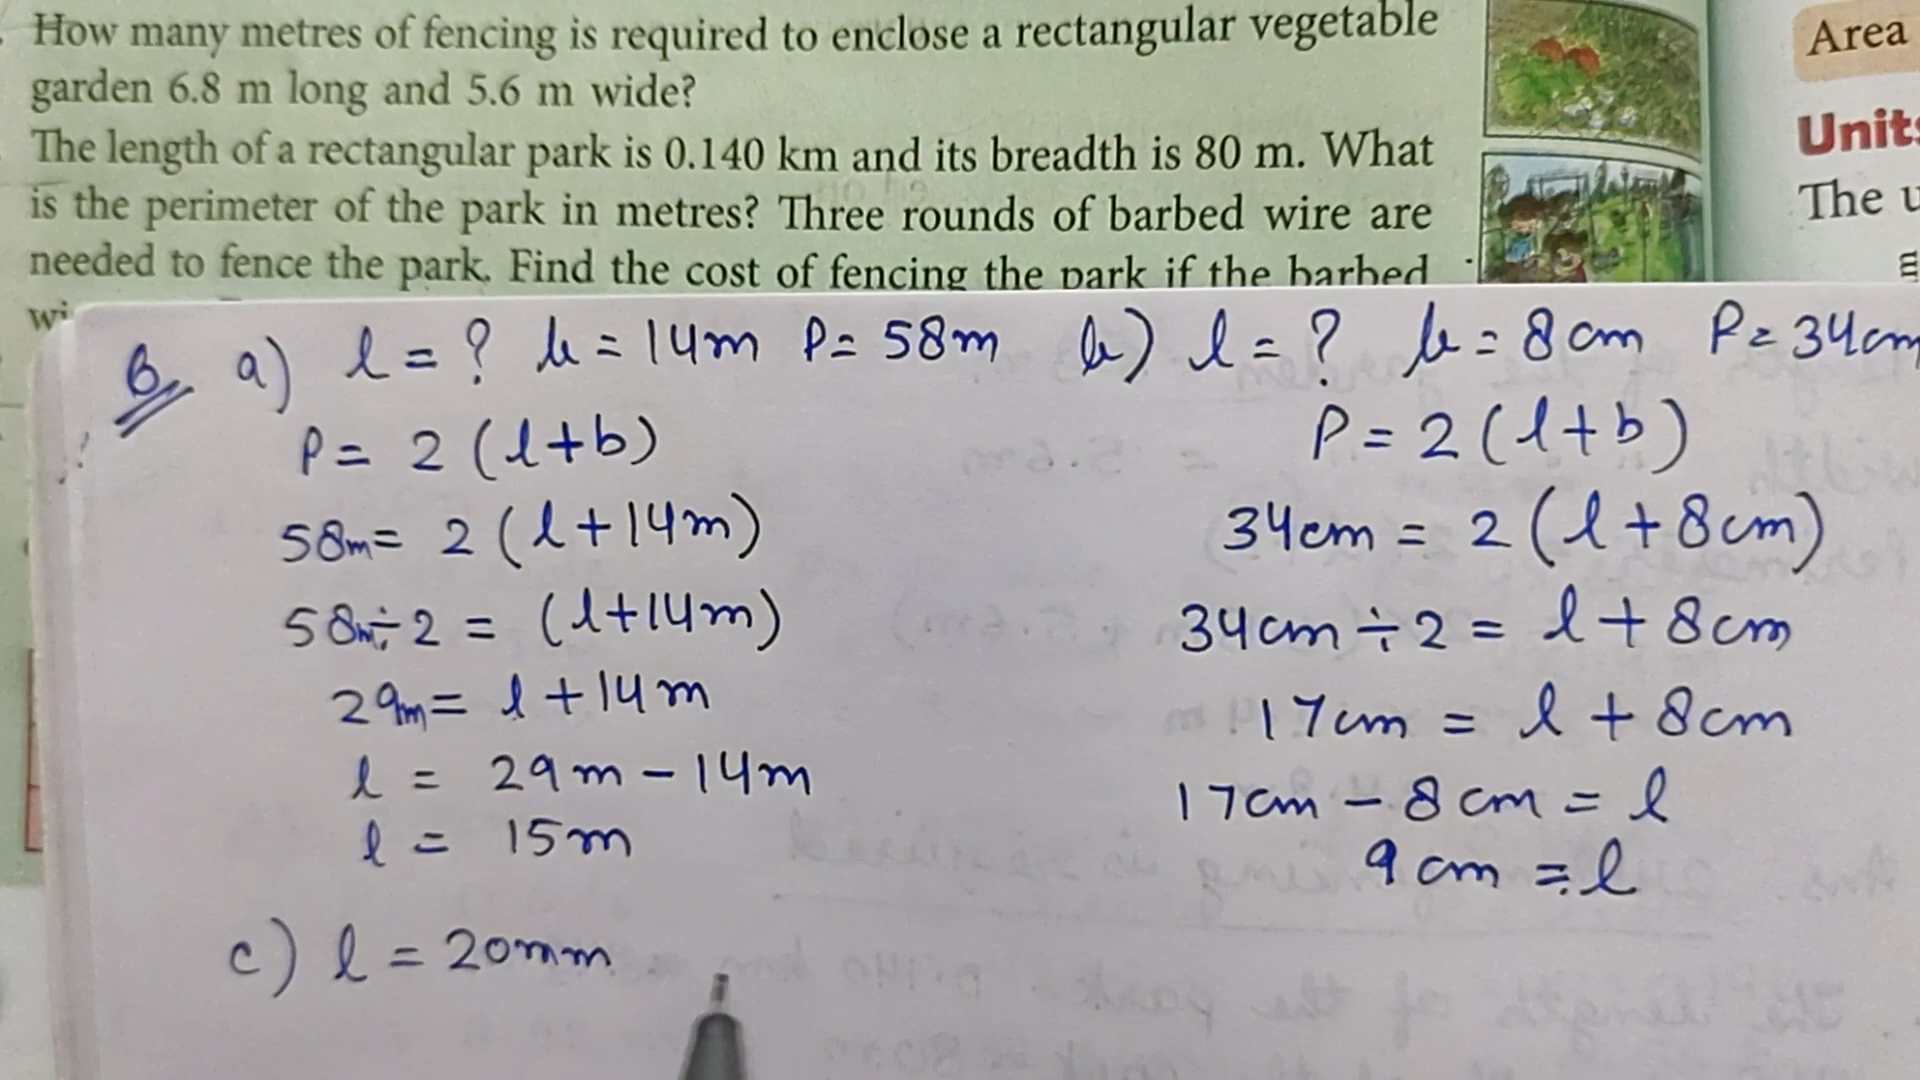 How many metres of fencing is required to enclose a rectangular vegetable
garden 6.8 m long and 5.6 m wide?
The length of a rectangular park is 0.140 km and its breadth is 80 m. What
is the perimeter of the park in metres? Three rounds of barbed wire are
needed to fence the park. Find the cost of fencing the park if the barbed
Area
Units
The
6. a) l = ? b = 14m P = 58m
P = 2 (l+b)
58m = 2 (l+14m)
58m÷2 = (l+14m)
29m = l+14m
l = 29m - 14m
l = 15m
b) l = ? b = 8cm P = 34cm
P = 2 (l+b)
34cm = 2 (l+8cm)
34cm ÷ 2 = l + 8cm
17cm = l + 8cm
17cm - 8cm = l
9cm = l
c) l = 20mm